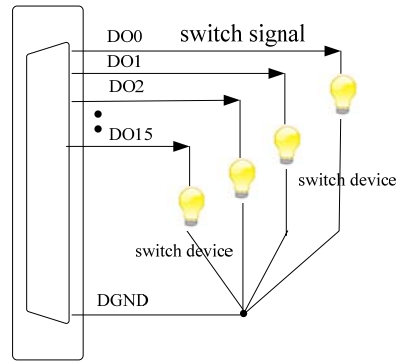 DO0
switch signal
DO1
DO2
DO15
switch device
switch device
DGND